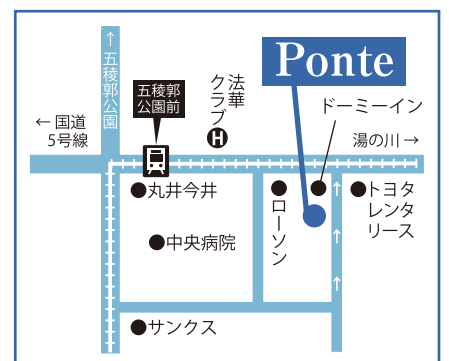 ↑五稜郭公園
五稜郭
公園前
法華
クラブ
H
Ponte
ドーミーイン
← 国道
5号線
湯の川 →
丸井今井
ローソン
トヨタ
レンタ
リース
中央病院
サンクス